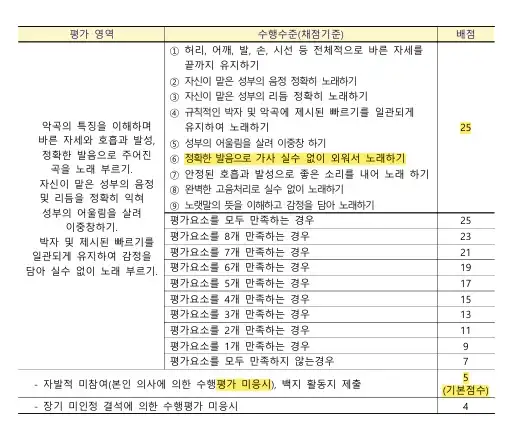 평가 영역 수행수준(채점기준) 배점
악곡의 특징을 이해하며
바른 자세와 호흡과 발성,
정확한 발음으로 주어진
곡을 노래 부르기.
자신이 맡은 성부의 음정
및 리듬을 정확히 익혀
성부의 어울림을 살려
이중창하기.
박자 및 제시된 빠르기를
일관되게 유지하여 감정을
담아 실수 없이 노래 부르기.
① 허리, 어깨, 발, 손, 시선 등 전체적으로 바른 자세를
끝까지 유지하기
② 자신이 맡은 성부의 음정 정확히 노래하기
③ 자신이 맡은 성부의 리듬 정확히 노래하기
④ 규칙적인 박자 및 악곡에 제시된 빠르기를 일관되게
유지하여 노래하기
⑤ 성부의 어울림을 살려 이중창 하기
⑥ 정확한 발음으로 가사 실수 없이 외워서 노래하기
⑦ 안정된 호흡과 발성으로 좋은 소리를 내어 노래 하기
⑧ 완벽한 고음처리로 실수 없이 노래하기
⑨ 노랫말의 뜻을 이해하고 감정을 담아 노래하기
25
평가요소를 모두 만족하는 경우 25
평가요소를 8개 만족하는 경우 23
평가요소를 7개 만족하는 경우 21
평가요소를 6개 만족하는 경우 19
평가요소를 5개 만족하는 경우 17
평가요소를 4개 만족하는 경우 15
평가요소를 3개 만족하는 경우 13
평가요소를 2개 만족하는 경우 11
평가요소를 1개 만족하는 경우 9
평가요소를 모두 만족하지 않는경우 7
- 자발적 미참여(본인 의사에 의한 수행평가 미응시), 백지 활동지 제출 5
(기본점수)
- 장기 미인정 결석에 의한 수행평가 미응시 4